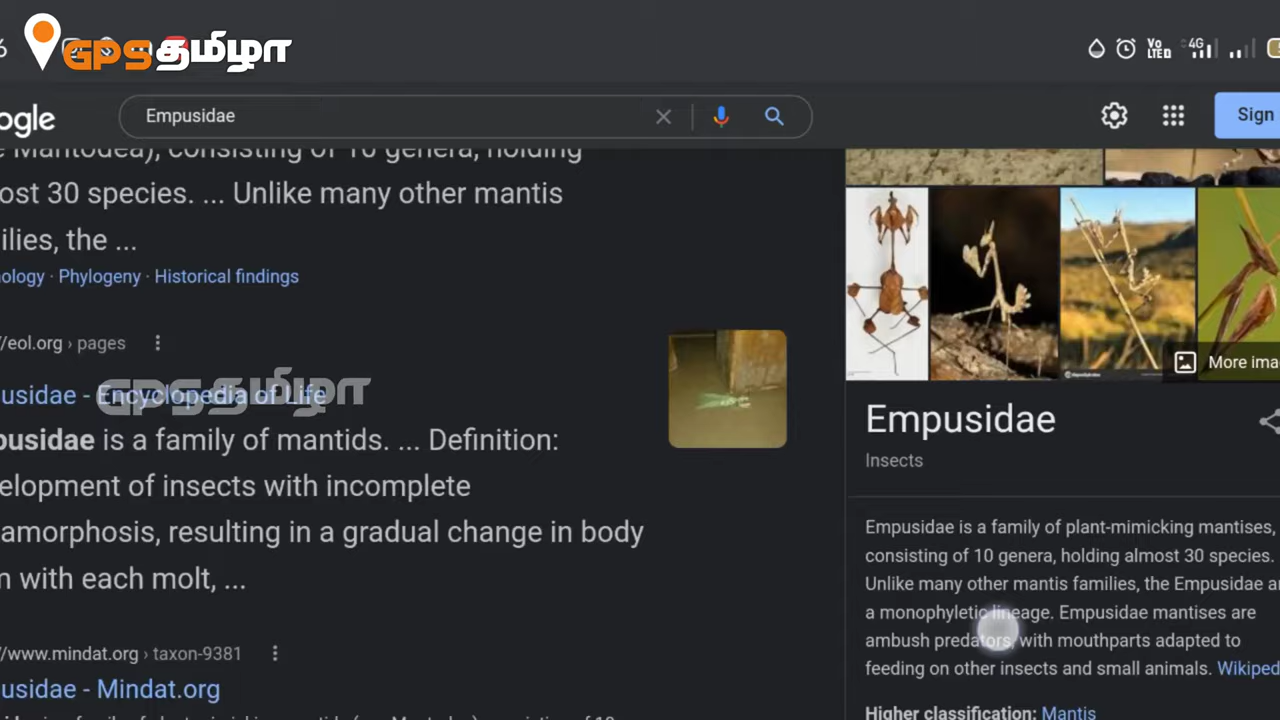 GPSதமிழா
Vo
LTE
4G
ogle
Empusidae
Sign
e Mantodea), consisting of 10 genera, holding
ost 30 species. ... Unlike many other mantis
ilies, the ...
ology · Phylogeny · Historical findings
/eol.org › pages
usidae - Encyclopedia of Life
GPSதமிழா
pusidae is a family of mantids. ... Definition:
elopment of insects with incomplete
amorphosis, resulting in a gradual change in body
m with each molt, ...
/www.mindat.org › taxon-9381
usidae - Mindat.org
More ima
Empusidae
Insects
Empusidae is a family of plant-mimicking mantises,
consisting of 10 genera, holding almost 30 species.
Unlike many other mantis families, the Empusidae a
a monophyletic lineage. Empusidae mantises are
ambush predators, with mouthparts adapted to
feeding on other insects and small animals. Wikiped
Higher classification: Mantis